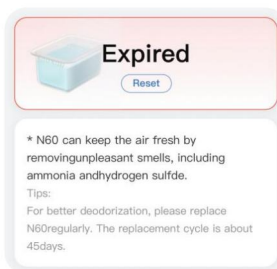 Expired
Reset
* N60 can keep the air fresh by
removingunpleasant smells, including
ammonia andhydrogen sulfde.
Tips:
For better deodorization, please replace
N60regularly. The replacement cycle is about
45days.